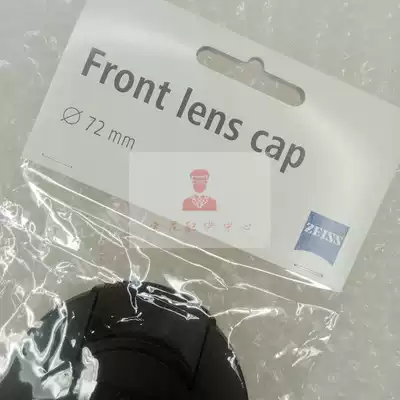 Front lens cap
Ø 72 mm
ZEISS